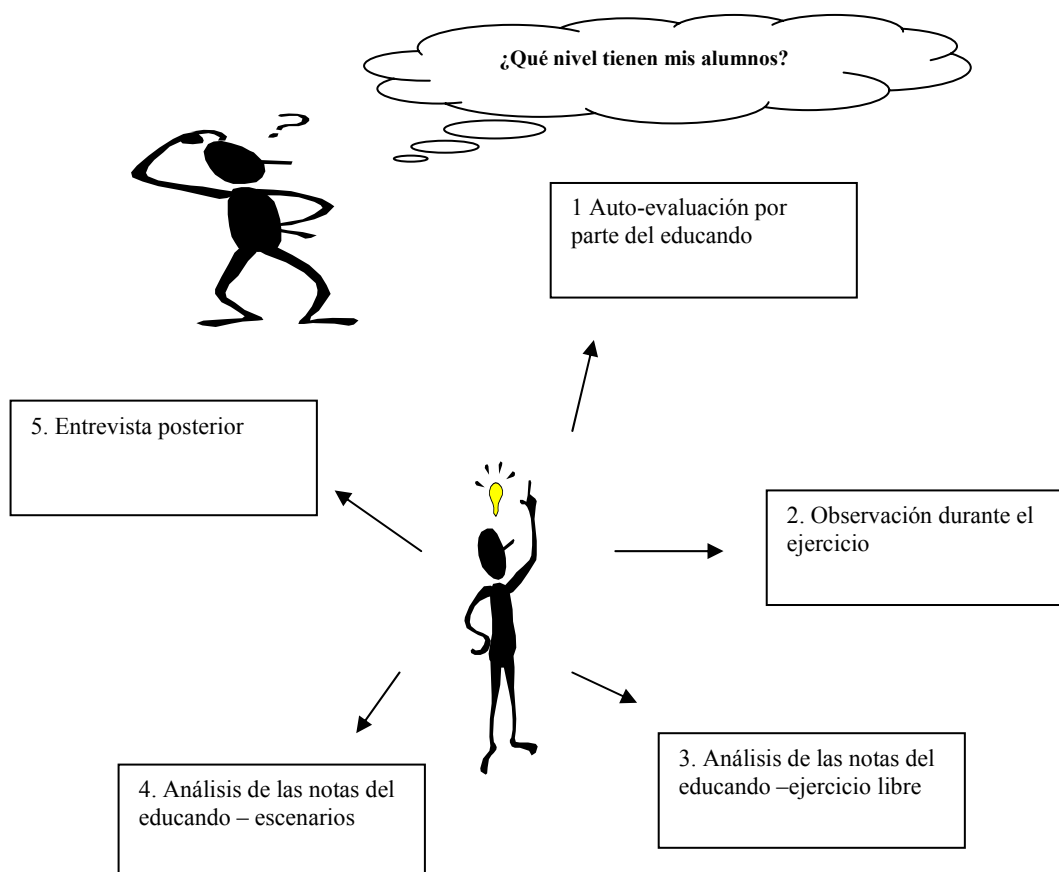 ¿Qué nivel tienen mis alumnos?
?
1 Auto-evaluación por
parte del educando
5. Entrevista posterior
2. Observación durante el
ejercicio
3. Análisis de las notas del
educando –ejercicio libre
4. Análisis de las notas del
educando – escenarios